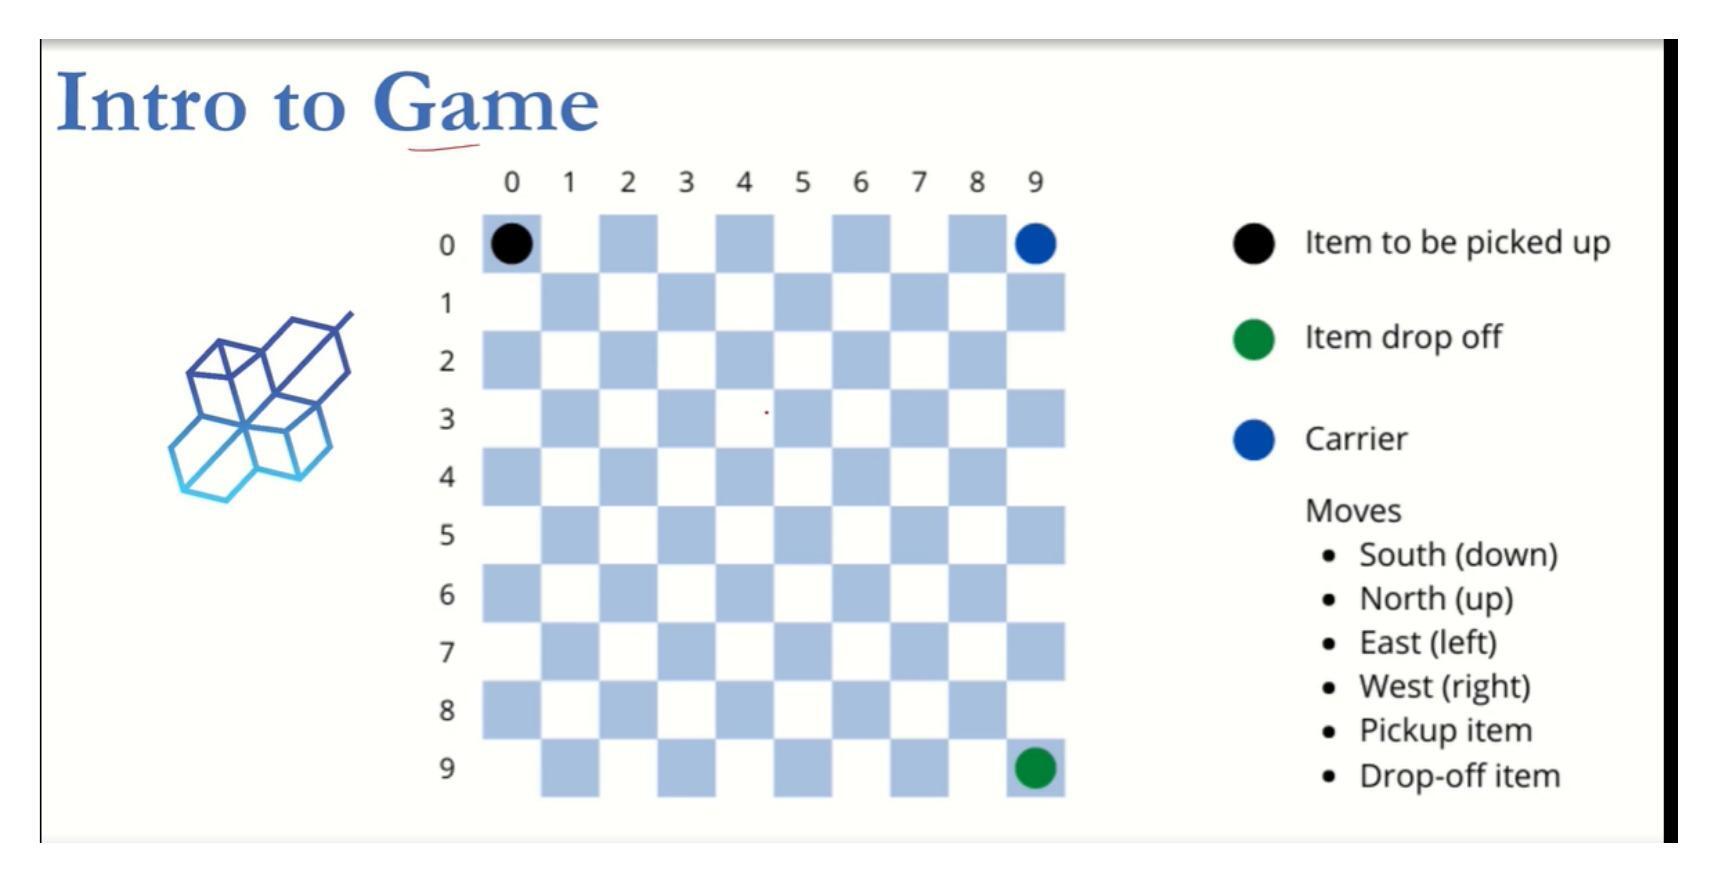 Intro to Game
0 1 2 3 4 5 6 7 8 9
0
1
2
3
4
5
6
7
8
9
Item to be picked up
Item drop off
Carrier
Moves
• South (down)
• North (up)
• East (left)
• West (right)
• Pickup item
• Drop-off item